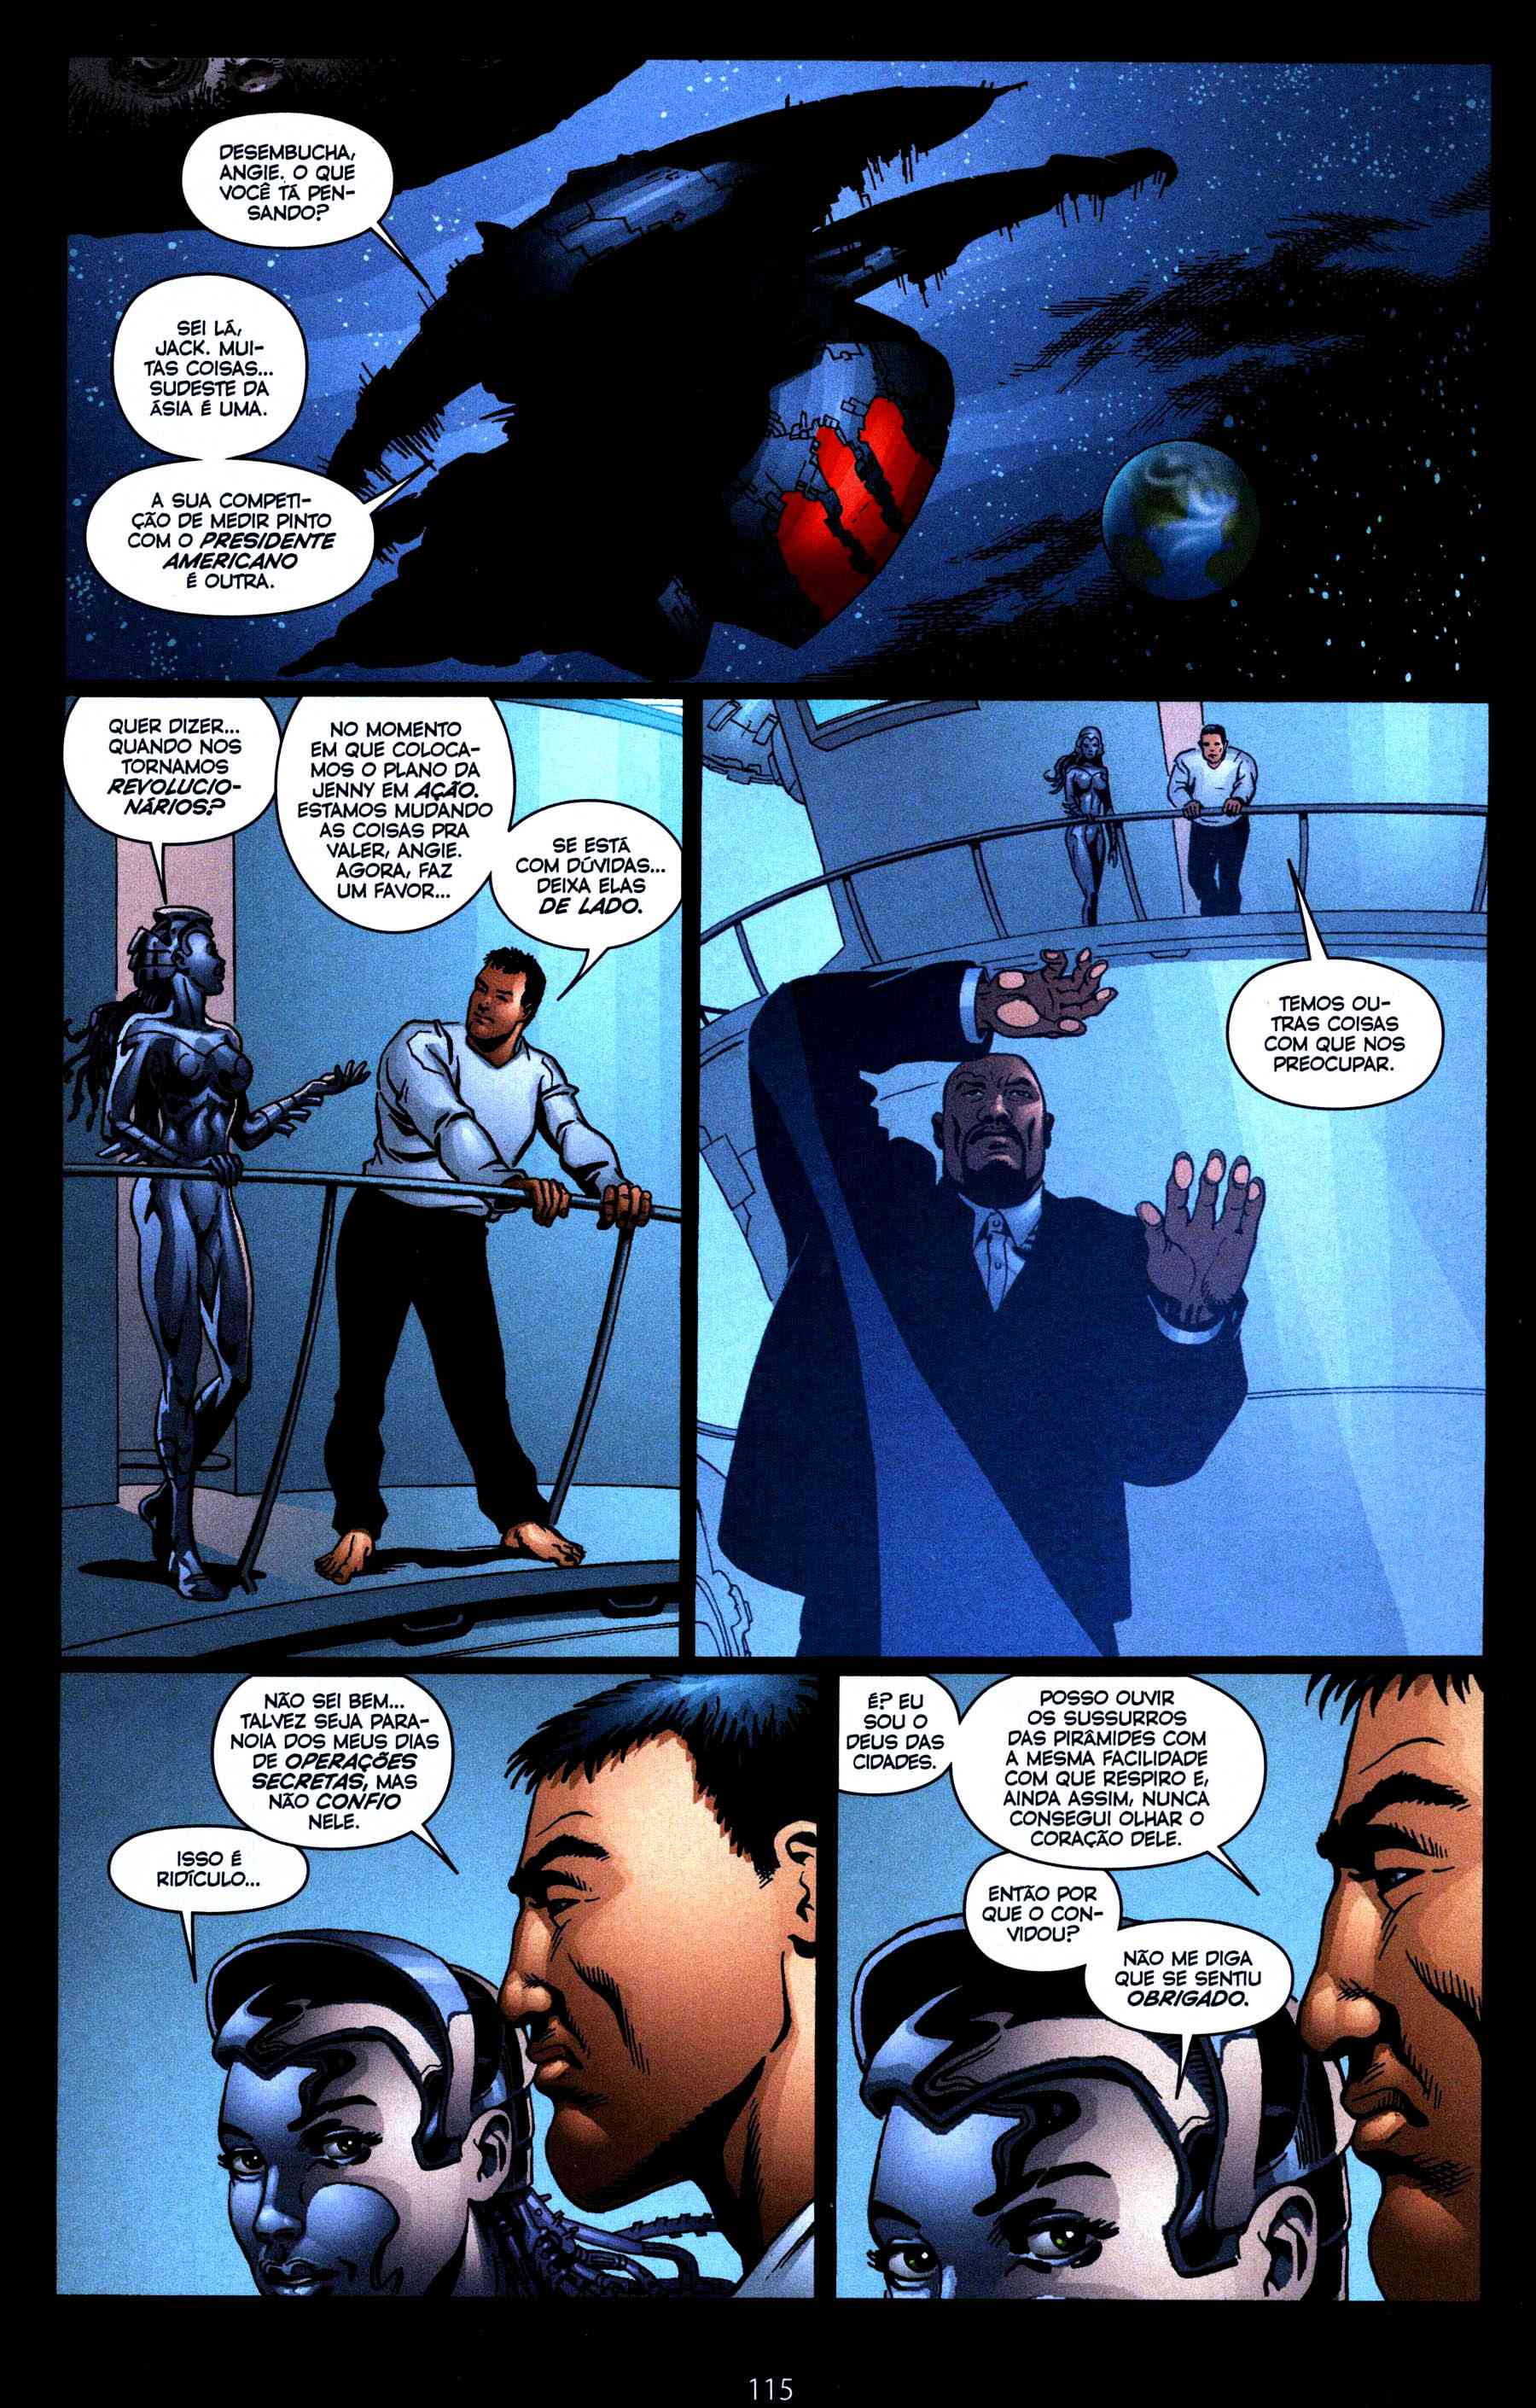 DESEMBUCHA,
ANGIE. O QUE
VOCÊ TÁ PEN-
SANDO?
SEI LÁ,
JACK. MUI-
TAS COISAS...
SUDESTE DA
ÁSIA É UMA.
A SUA COMPETI-
ÇÃO DE MEDIR PINTO
COM O PRESIDENTE
AMERICANO
É OUTRA.
QUER DIZER...
QUANDO NOS
TORNAMOS
REVOLUCIO-
NÁRIOS?
NO MOMENTO
EM QUE COLOCA-
MOS O PLANO DA
JENNY EM AÇÃO.
ESTAMOS MUDANDO
AS COISAS PRA
VALER, ANGIE.
AGORA, FAZ
UM FAVOR...
SE ESTÁ
COM DÚVIDAS...
DEIXA ELAS
DE LADO.
TEMOS OU-
TRAS COISAS
COM QUE NOS
PREOCUPAR.
NÃO SEI BEM...
TALVEZ SEJA PARA-
NOIA DOS MEUS DIAS
DE OPERAÇÕES
SECRETAS, MAS
NÃO CONFIO
NELE.
ISSO É
RIDÍCULO...
É? EU
SOU O
DEUS DAS
CIDADES.
POSSO OUVIR
OS SUSSURROS
DAS PIRÂMIDES COM
A MESMA FACILIDADE
COM QUE RESPIRO E,
AINDA ASSIM, NUNCA
CONSEGUI OLHAR O
CORAÇÃO DELE.
ENTÃO POR
QUE O CON-
VIDOU?
NÃO ME DIGA
QUE SE SENTIU
OBRIGADO.
115